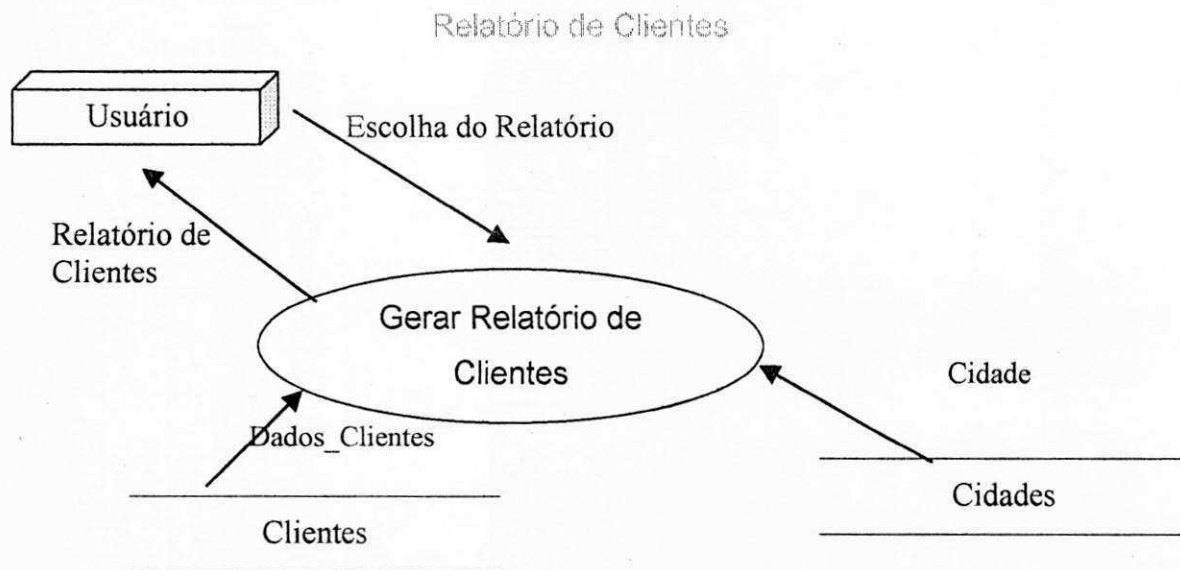 Relatório de Clientes
Usuário
Escolha do Relatório
Relatório de
Clientes
Gerar Relatório de
Clientes
Cidade
Dados_Clientes
Cidades
Clientes